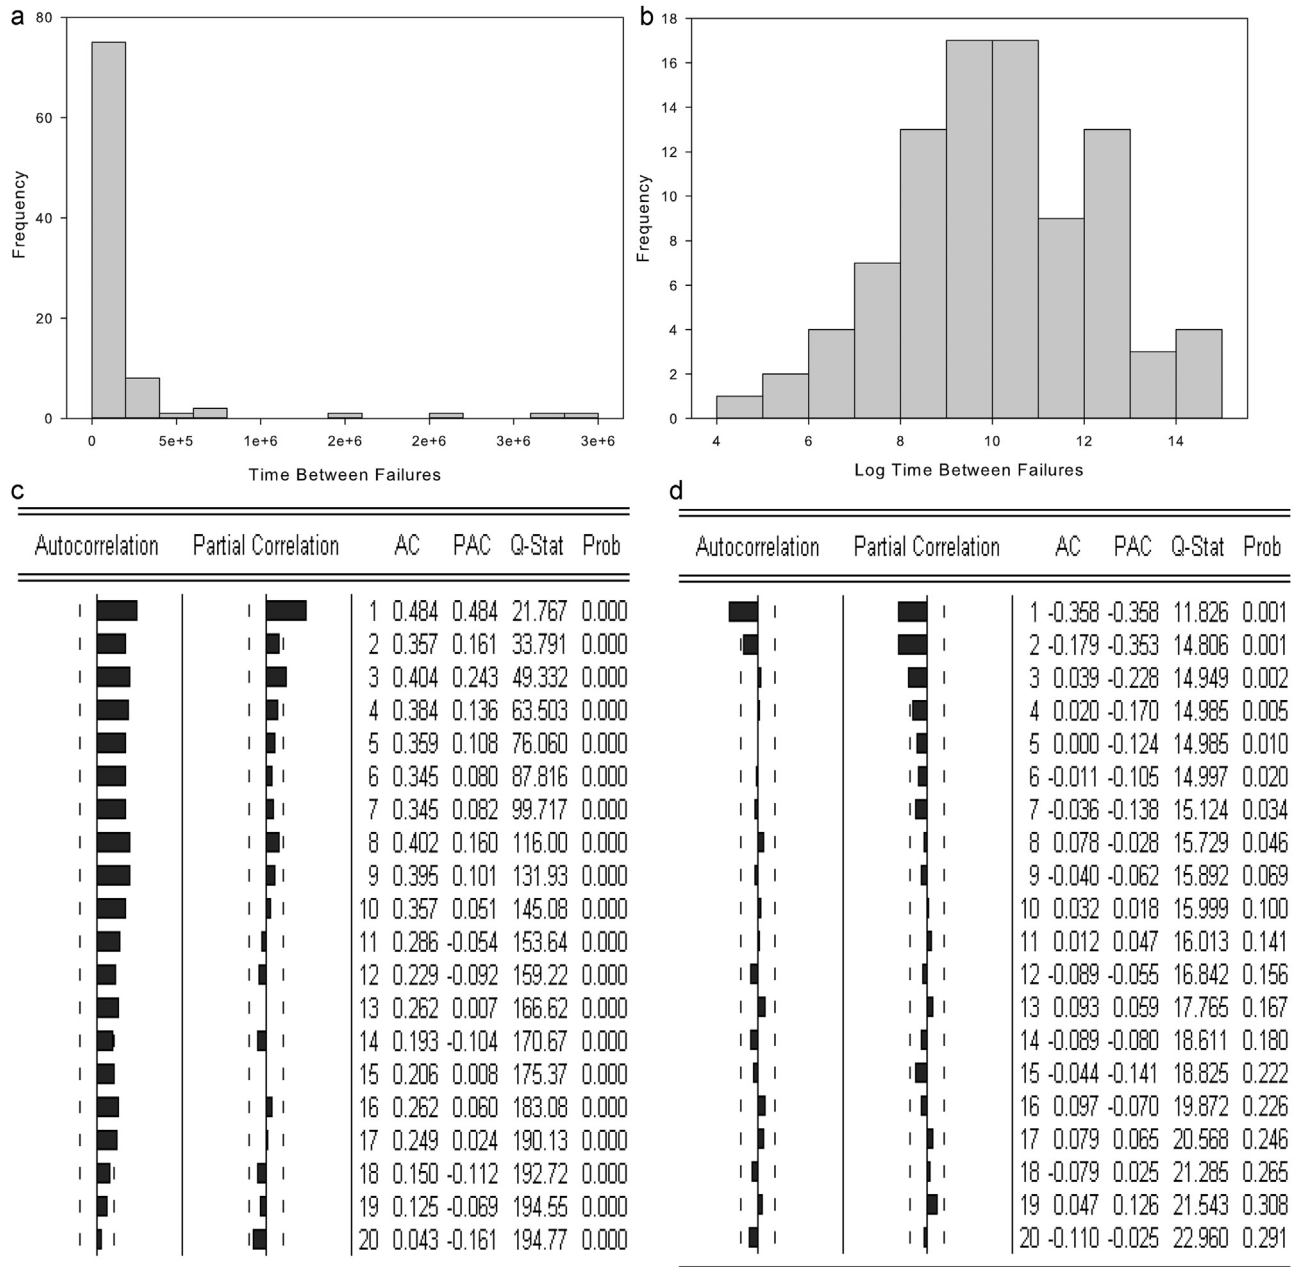 a
80
60
40
20
0
Frequency
0 5e+5 1e+6 2e+6 2e+6 3e+6 3e+6
Time Between Failures
b
18
16
14
12
10
8
6
4
2
0
Frequency
4 6 8 10 12 14
Log Time Between Failures
c
Autocorrelation Partial Correlation AC PAC Q-Stat Prob
1 0.484 0.484 21.767 0.000
2 0.357 0.161 33.791 0.000
3 0.404 0.243 49.332 0.000
4 0.384 0.136 63.503 0.000
5 0.359 0.108 76.060 0.000
6 0.345 0.080 87.816 0.000
7 0.345 0.082 99.717 0.000
8 0.402 0.160 116.00 0.000
9 0.395 0.101 131.93 0.000
10 0.357 0.051 145.08 0.000
11 0.286 -0.054 153.64 0.000
12 0.229 -0.092 159.22 0.000
13 0.262 0.007 166.62 0.000
14 0.193 -0.104 170.67 0.000
15 0.206 0.008 175.37 0.000
16 0.262 0.060 183.08 0.000
17 0.249 0.024 190.13 0.000
18 0.150 -0.112 192.72 0.000
19 0.125 -0.069 194.55 0.000
20 0.043 -0.161 194.77 0.000
d
Autocorrelation Partial Correlation AC PAC Q-Stat Prob
1 -0.358 -0.358 11.826 0.001
2 -0.179 -0.353 14.806 0.001
3 0.039 -0.228 14.949 0.002
4 0.020 -0.170 14.985 0.005
5 0.000 -0.124 14.985 0.010
6 -0.011 -0.105 14.997 0.020
7 -0.036 -0.138 15.124 0.034
8 0.078 -0.028 15.729 0.046
9 -0.040 -0.062 15.892 0.069
10 0.032 0.018 15.999 0.100
11 0.012 0.047 16.013 0.141
12 -0.089 -0.055 16.842 0.156
13 0.093 0.059 17.765 0.167
14 -0.089 -0.080 18.611 0.180
15 -0.044 -0.141 18.825 0.222
16 0.097 -0.070 19.872 0.226
17 0.079 0.065 20.568 0.246
18 -0.079 0.025 21.285 0.265
19 0.047 0.126 21.543 0.308
20 -0.110 -0.025 22.960 0.291